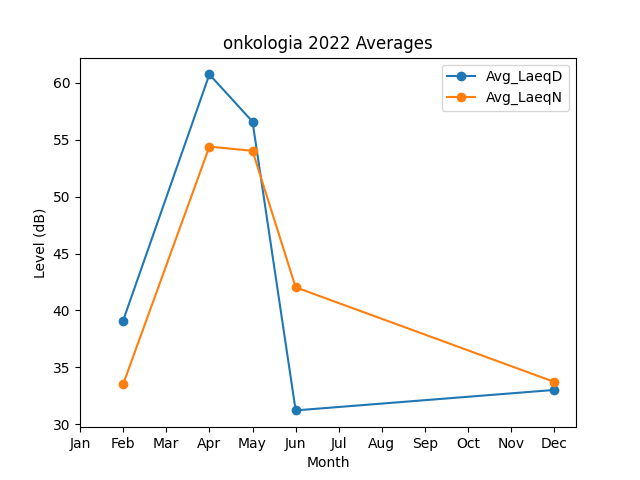 onkologia 2022 Averages
Avg_LaeqD
Avg_LaeqN
Level (dB)
60
55
50
45
40
35
30
Jan Feb Mar Apr May Jun Jul Aug Sep Oct Nov Dec
Month